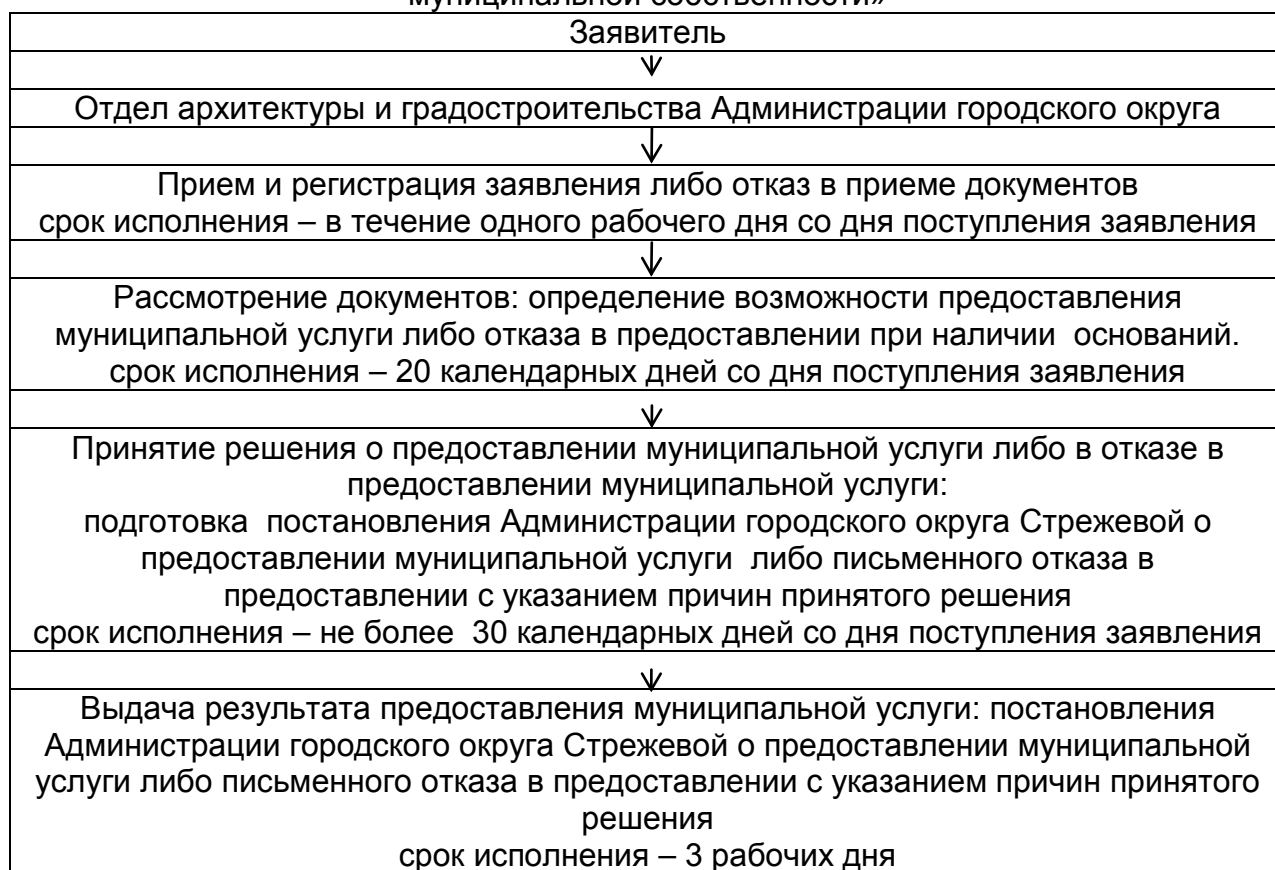 муниципальной собственности»
Заявитель
Отдел архитектуры и градостроительства Администрации городского округа
Прием и регистрация заявления либо отказ в приеме документов
срок исполнения – в течение одного рабочего дня со дня поступления заявления
Рассмотрение документов: определение возможности предоставления
муниципальной услуги либо отказа в предоставлении при наличии оснований.
срок исполнения – 20 календарных дней со дня поступления заявления
Принятие решения о предоставлении муниципальной услуги либо в отказе в
предоставлении муниципальной услуги:
подготовка постановления Администрации городского округа Стрежевой о
предоставлении муниципальной услуги либо письменного отказа в
предоставлении с указанием причин принятого решения
срок исполнения – не более 30 календарных дней со дня поступления заявления
Выдача результата предоставления муниципальной услуги: постановления
Администрации городского округа Стрежевой о предоставлении муниципальной
услуги либо письменного отказа в предоставлении с указанием причин принятого
решения
срок исполнения – 3 рабочих дня